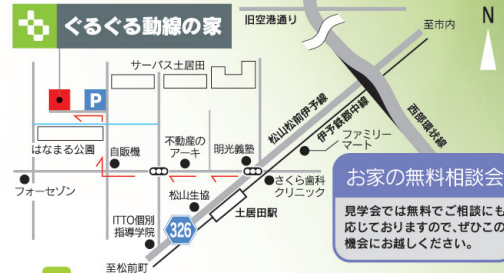 ぐるぐる動線の家
旧空港通り
至市内
N
サーパス土居田
P
松山松前伊予線
伊予鉄郡中線
西部環状線
はなまる公園
自販機
不動産の
アーキ
明光義塾
ファミリー
マート
フォーセゾン
松山生協
さくら歯科
クリニック
土居田駅
ITTO個別
指導学院
326
至松前町
お家の無料相談会
見学会では無料でご相談にも
応じておりますので、ぜひこの
機会にお越しください。